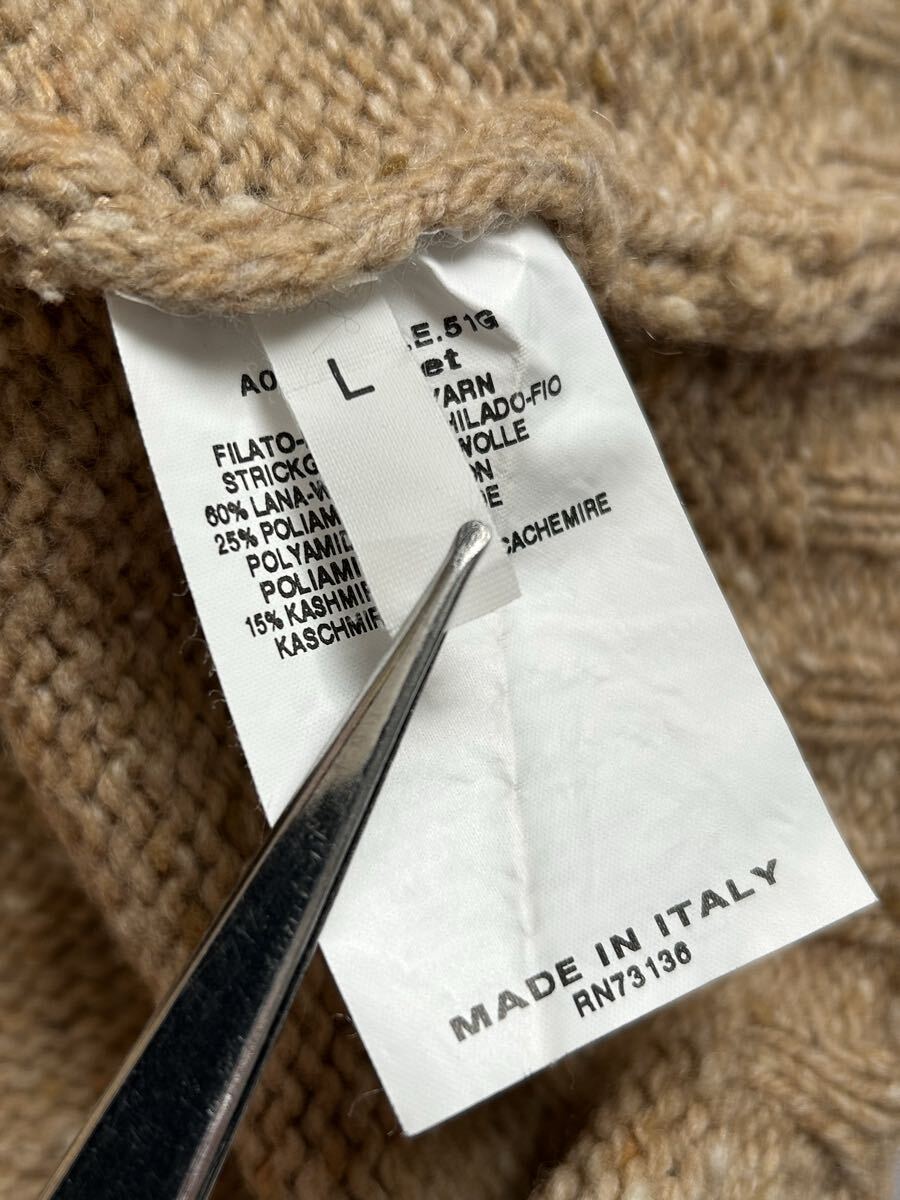 L
A0 .E.51G
et
FILATO- YARN
STRICKG HILADO-FIO
60% LANA-W WOLLE
25% POLIAM ON
POLYAMID DE
POLIAMI
15% KASHMIR CACHEMIRE
KASCHMIR
MADE IN ITALY
RN73136